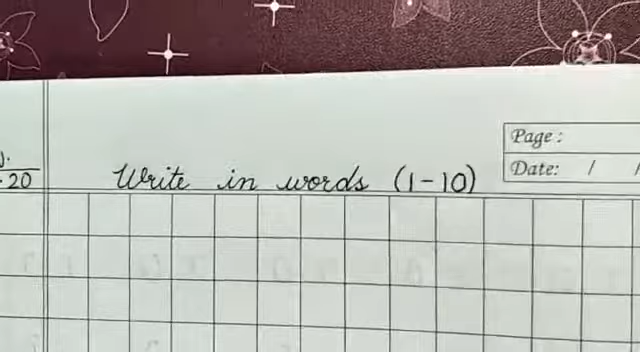 Page :
Date: / /
20
Write in words (1-10)